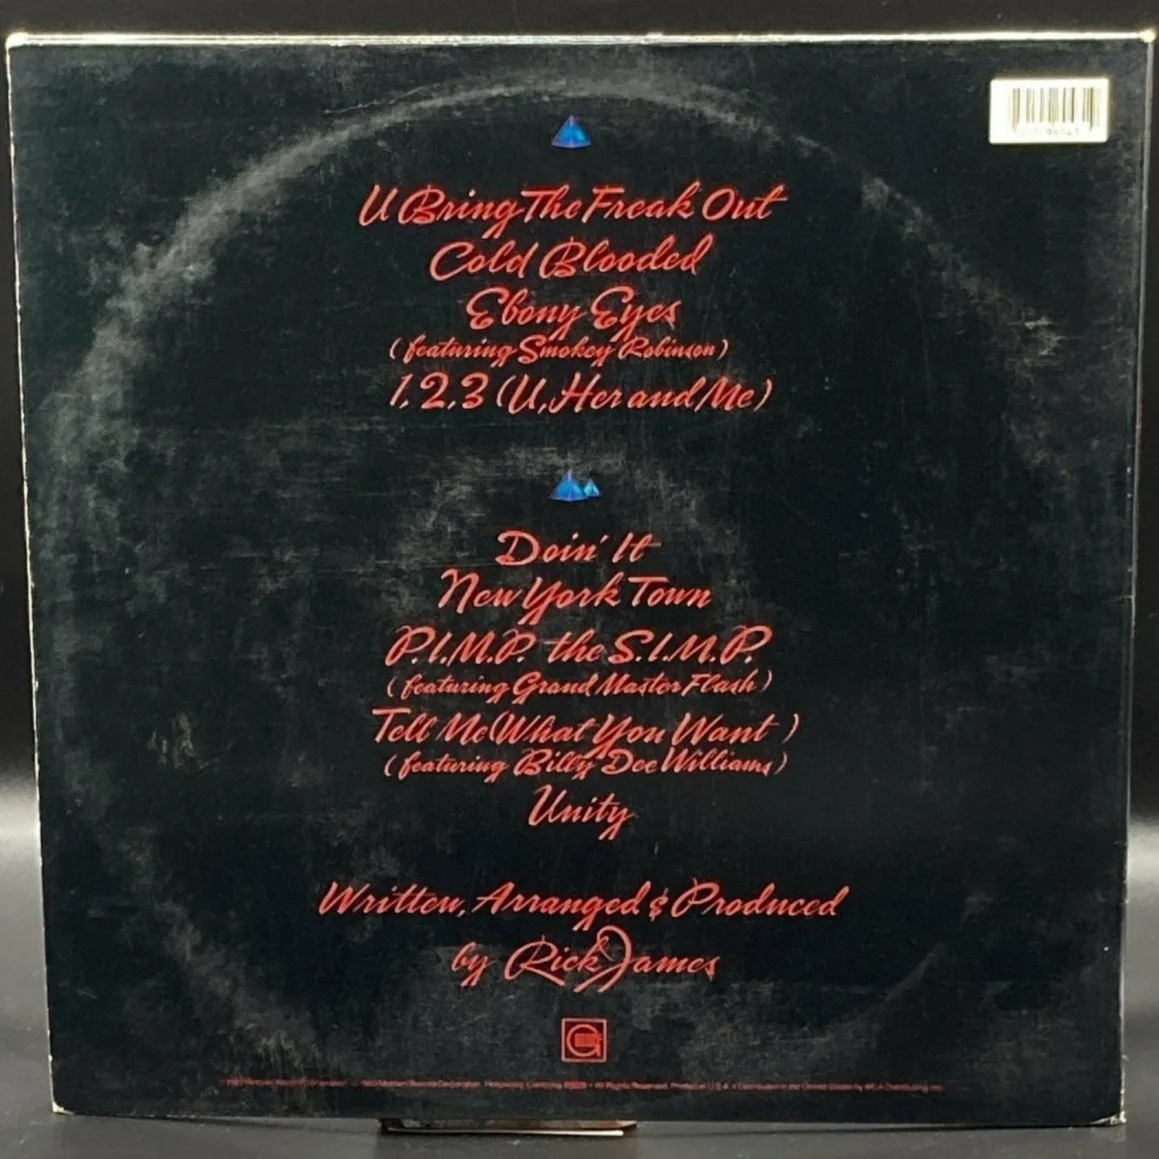 U Bring The Freak Out
Cold Blooded
Ebony Eyes
(featuring Smokey Robinson)
1, 2, 3 (U, Her and Me)
Doin' It
New York Town
P.I.M.P. the S.I.M.P.
(featuring Grand Master Flash)
Tell Me (What You Want)
(featuring Billy Dee Williams)
Unity
Written, Arranged & Produced
by Rick James
G